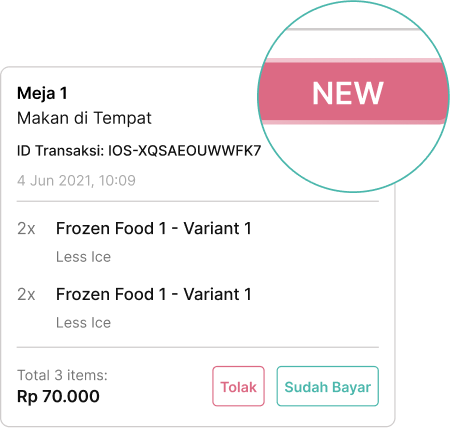 NEW
Meja 1
Makan di Tempat
ID Transaksi: IOS-XQSAEOUWWFK7
4 Jun 2021, 10:09
2x Frozen Food 1 - Variant 1
Less Ice
2x Frozen Food 1 - Variant 1
Less Ice
Total 3 items:
Rp 70.000
Tolak
Sudah Bayar